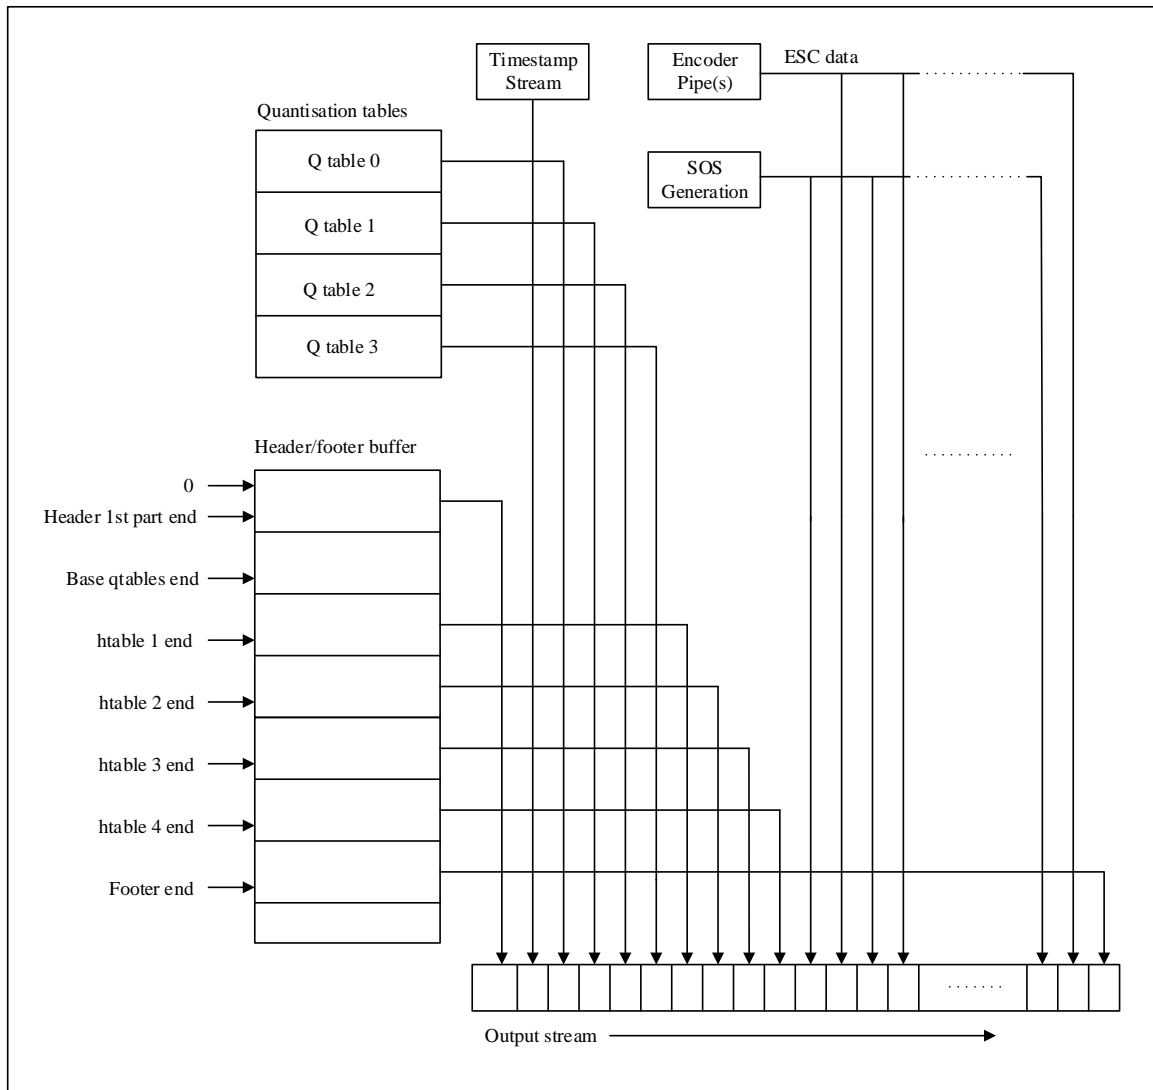 Timestamp
Stream
Encoder
Pipe(s)
ESC data
Quantisation tables
Q table 0
SOS
Generation
Q table 1
Q table 2
Q table 3
Header/footer buffer
0
Header 1st part end
Base qtables end
htable 1 end
htable 2 end
htable 3 end
htable 4 end
Footer end
Output stream